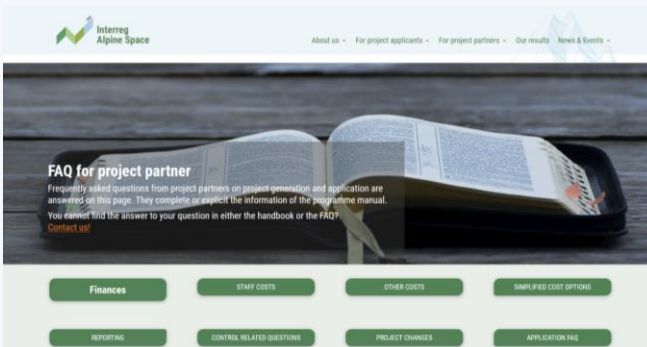 Interreg
Alpine Space
About us
For project applicants
For project partners
Our results
News & Events
FAQ for project partner
Frequently asked questions from project partners on project generation and application are
answered on this page. They complete or explicit the information of the programme manual.
You cannot find the answer to your question in either the handbook or the FAQ?
Contact us!
Finances
STAFF COSTS
OTHER COSTS
SIMPLIFIED COST OPTIONS
REPORTING
CONTROL RELATED QUESTIONS
PROJECT CHANGES
APPLICATION FAQ